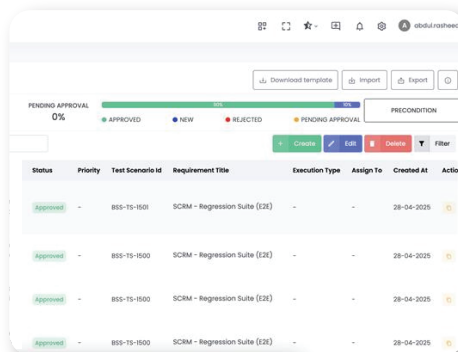 A abdul.rasheed
Download template Import Export
PENDING APPROVAL
0%
90% 10%
APPROVED NEW REJECTED PENDING APPROVAL
PRECONDITION
+ Create Edit Delete Filter
Status Priority Test Scenario Id Requirement Title Execution Type Assign To Created At Actio
Approved - BSS-TS-1501 SCRM - Regression Suite (E2E) - - 28-04-2025
Approved - BSS-TS-1500 SCRM - Regression Suite (E2E) - - 28-04-2025
Approved - BSS-TS-1500 SCRM - Regression Suite (E2E) - - 28-04-2025
Approved - BSS-TS-1500 SCRM - Regression Suite (E2E) - - 28-04-2025